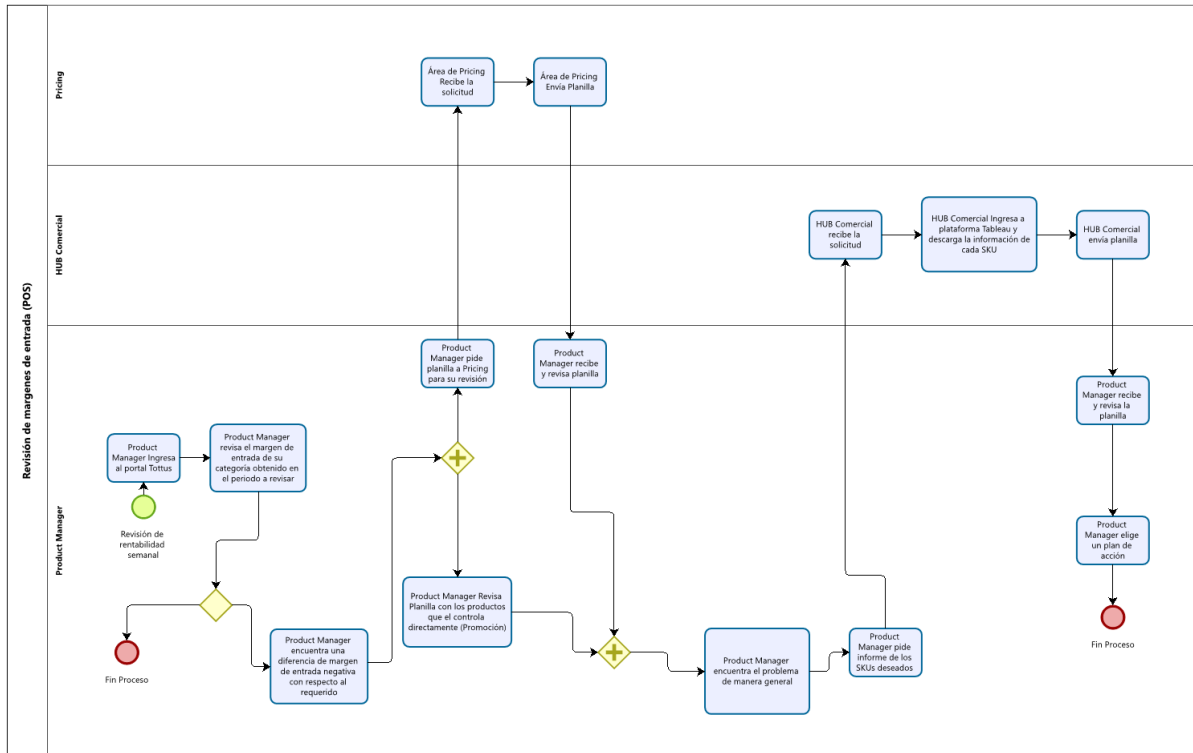 Revisión de margenes de entrada (POS)
Pricing
Área de Pricing
Recibe la
solicitud
Área de Pricing
Envía Planilla
HUB Comercial
HUB Comercial
recibe la
solicitud
HUB Comercial Ingresa a
plataforma Tableau y
descarga la información de
cada SKU
HUB Comercial
envía planilla
Product Manager
Product
Manager pide
planilla a Pricing
para su revisión
Product
Manager recibe
y revisa planilla
Product
Manager recibe
y revisa la
planilla
Product
Manager Ingresa
al portal Tottus
Product Manager
revisa el margen de
entrada de su
categoría obtenido en
el periodo a revisar
Revisión de
rentabilidad
semanal
Product
Manager elige
un plan de
acción
Product Manager Revisa
Planilla con los productos
que el controla
directamente (Promoción)
Fin Proceso
Product Manager
encuentra una
diferencia de margen
de entrada negativa
con respecto al
requerido
Product Manager
encuentra el problema
de manera general
Product
Manager pide
informe de los
SKUs deseados
Fin Proceso